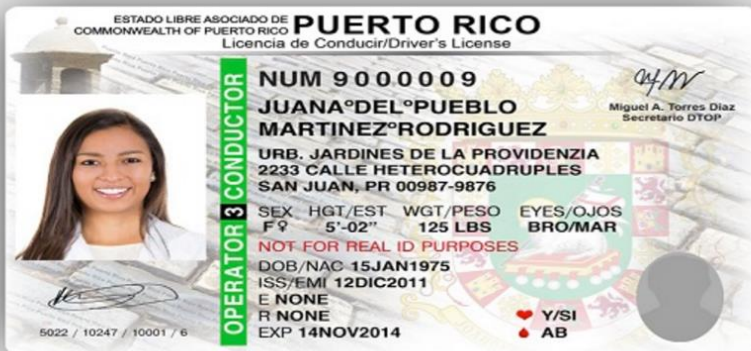 ESTADO LIBRE ASOCIADO DE
COMMONWEALTH OF PUERTO RICO
PUERTO RICO
Licencia de Conducir/Driver's License
OPERATOR 3 CONDUCTOR
NUM 9000009
JUANA°DEL°PUEBLO
MARTINEZ°RODRIGUEZ
URB. JARDINES DE LA PROVIDENZIA
2233 CALLE HETEROCUADRUPLES
SAN JUAN, PR 00987-9876
SEX HGT/EST WGT/PESO EYES/OJOS
F♀ 5'-02" 125 LBS BRO/MAR
NOT FOR REAL ID PURPOSES
DOB/NAC 15JAN1975
ISS/EMI 12DIC2011
E NONE
R NONE
EXP 14NOV2014
Y/SI
AB
Miguel A. Torres Diaz
Secretario DTOP
5022 / 10247 / 10001 / 6